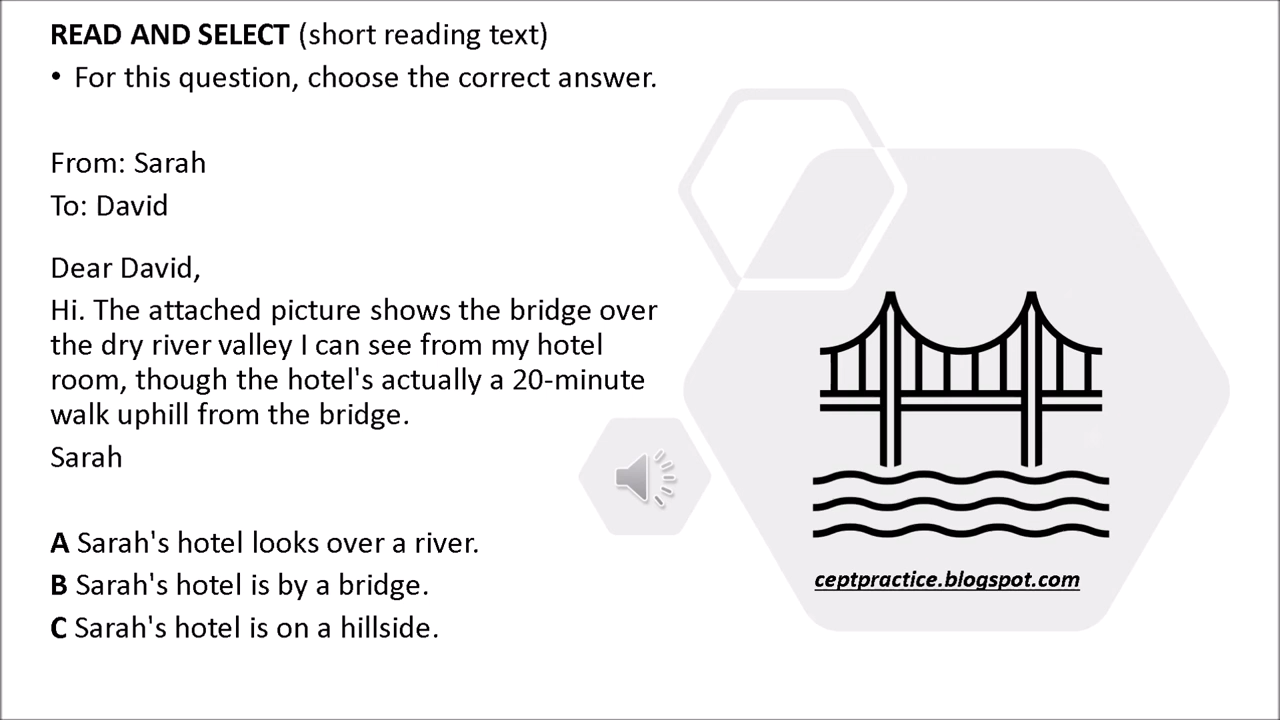 READ AND SELECT (short reading text)
• For this question, choose the correct answer.
From: Sarah
To: David
Dear David,
Hi. The attached picture shows the bridge over
the dry river valley I can see from my hotel
room, though the hotel's actually a 20-minute
walk uphill from the bridge.
Sarah
A Sarah's hotel looks over a river.
B Sarah's hotel is by a bridge.
C Sarah's hotel is on a hillside.
ceptpractice.blogspot.com